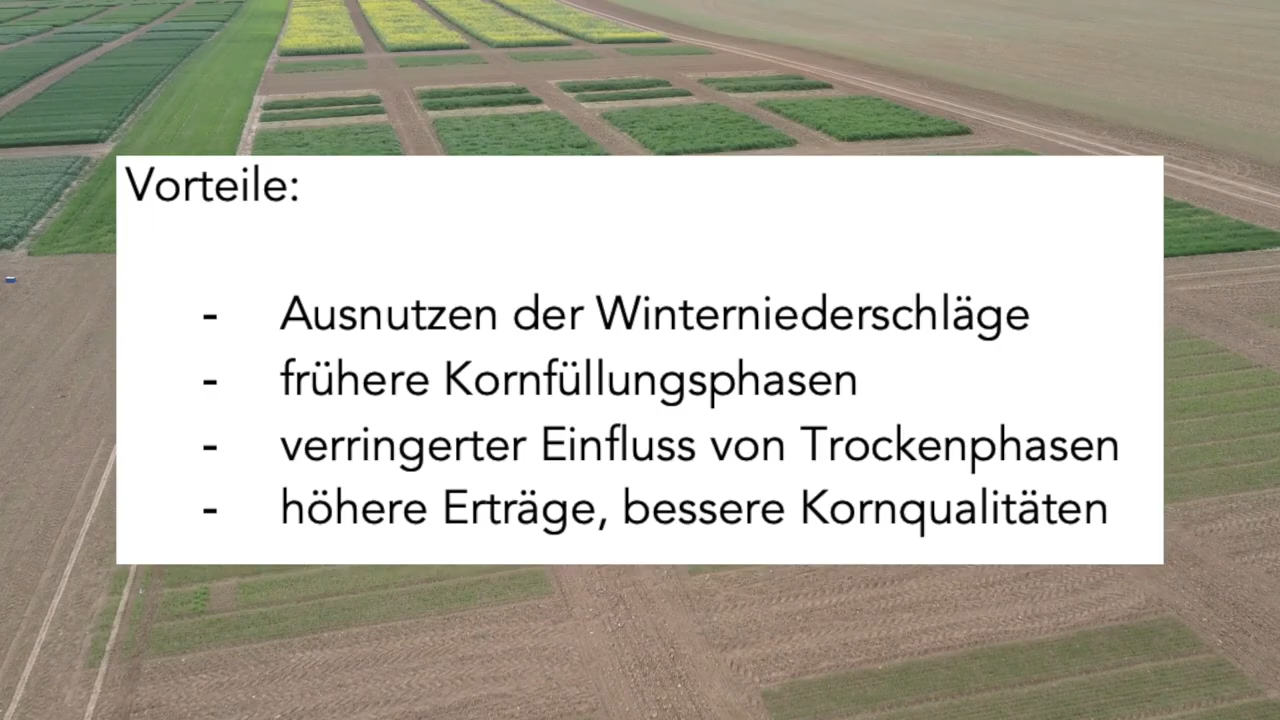 Vorteile:
- Ausnutzen der Winterniederschläge
- frühere Kornfüllungsphasen
- verringerter Einfluss von Trockenphasen
- höhere Erträge, bessere Kornqualitäten